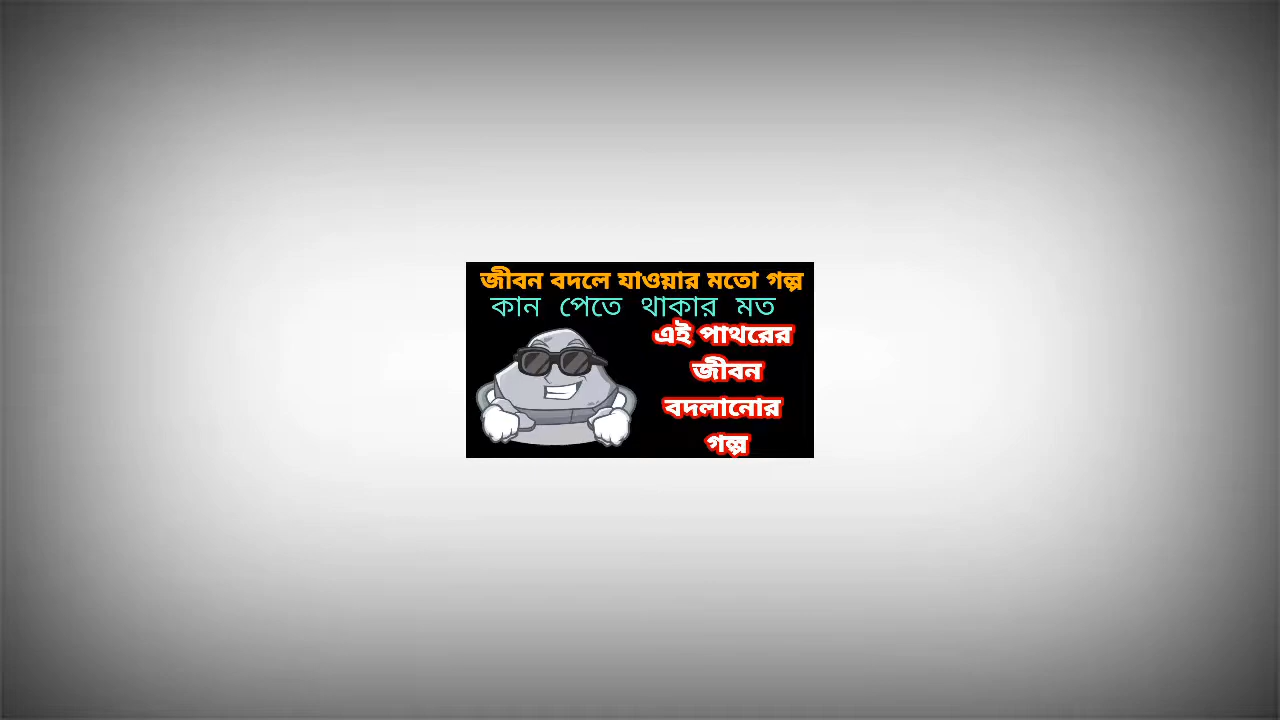 জীবন বদলে যাওয়ার মতো গল্প
কান পেতে থাকার মত
এই পাথরের
জীবন
বদলানোর
গল্প